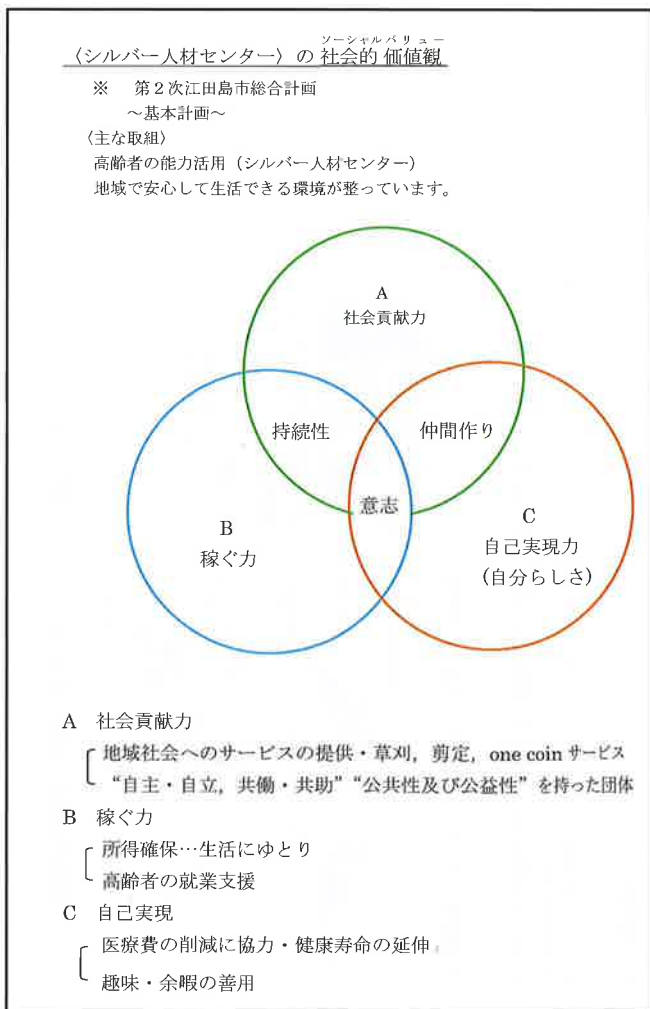 〈シルバー人材センター〉の 社会的 価値観
ソーシャルバリュー
※ 第2次江田島市総合計画
～基本計画～
〈主な取組〉
高齢者の能力活用（シルバー人材センター）
地域で安心して生活できる環境が整っています。
A
社会貢献力
持続性
仲間作り
意志
B
稼ぐ力
C
自己実現力
(自分らしさ)
A 社会貢献力
地域社会へのサービスの提供・草刈，剪定，one coin サービス
“自主・自立，共働・共助” “公共性及び公益性” を持った団体
B 稼ぐ力
所得確保…生活にゆとり
高齢者の就業支援
C 自己実現
医療費の削減に協力・健康寿命の延伸
趣味・余暇の善用